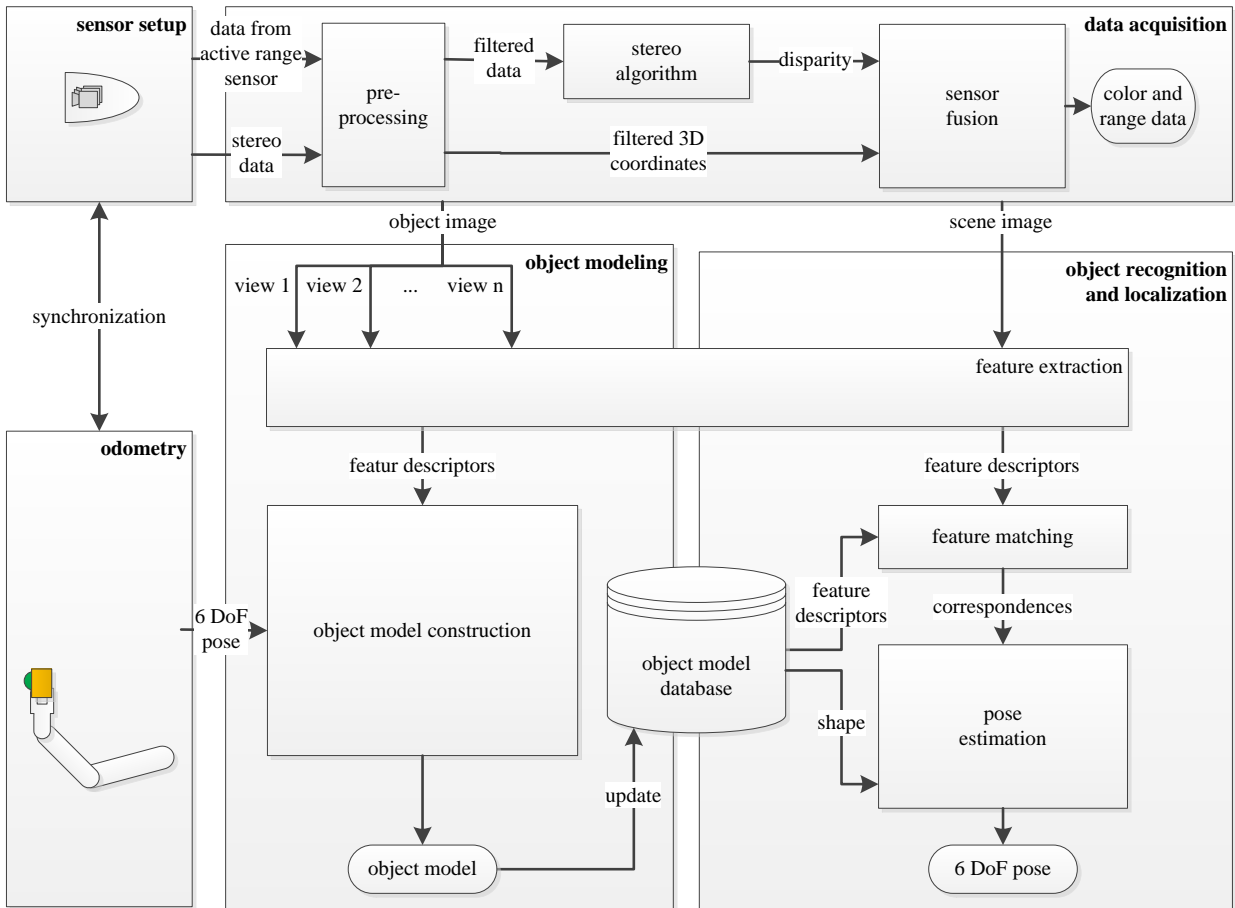 sensor setup
data from
active range
sensor
stereo
data
pre-
processing
filtered
data
stereo
algorithm
disparity
filtered 3D
coordinates
sensor
fusion
data acquisition
color and
range data
object image
scene image
synchronization
object modeling
view 1
view 2
...
view n
object recognition
and localization
feature extraction
odometry
featur descriptors
feature descriptors
6 DoF
pose
object model construction
object model
database
feature
descriptors
shape
feature matching
correspondences
pose
estimation
update
object model
6 DoF pose